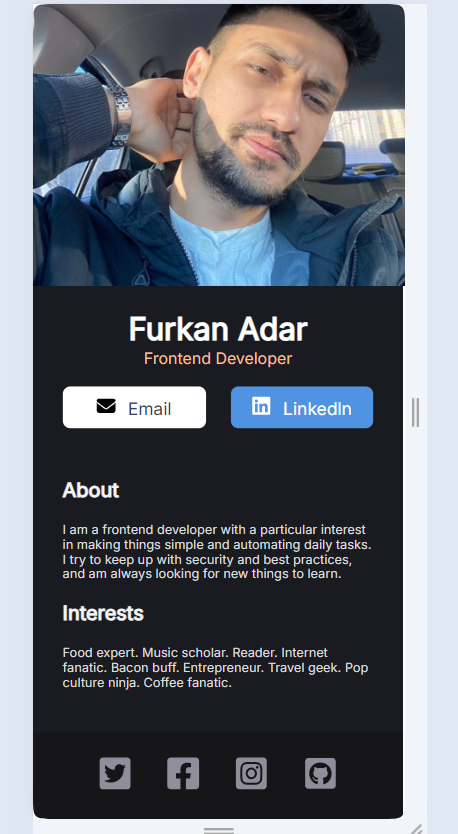 Furkan Adar
Frontend Developer
Email
LinkedIn
About
I am a frontend developer with a particular interest
in making things simple and automating daily tasks.
I try to keep up with security and best practices,
and am always looking for new things to learn.
Interests
Food expert. Music scholar. Reader. Internet
fanatic. Bacon buff. Entrepreneur. Travel geek. Pop
culture ninja. Coffee fanatic.